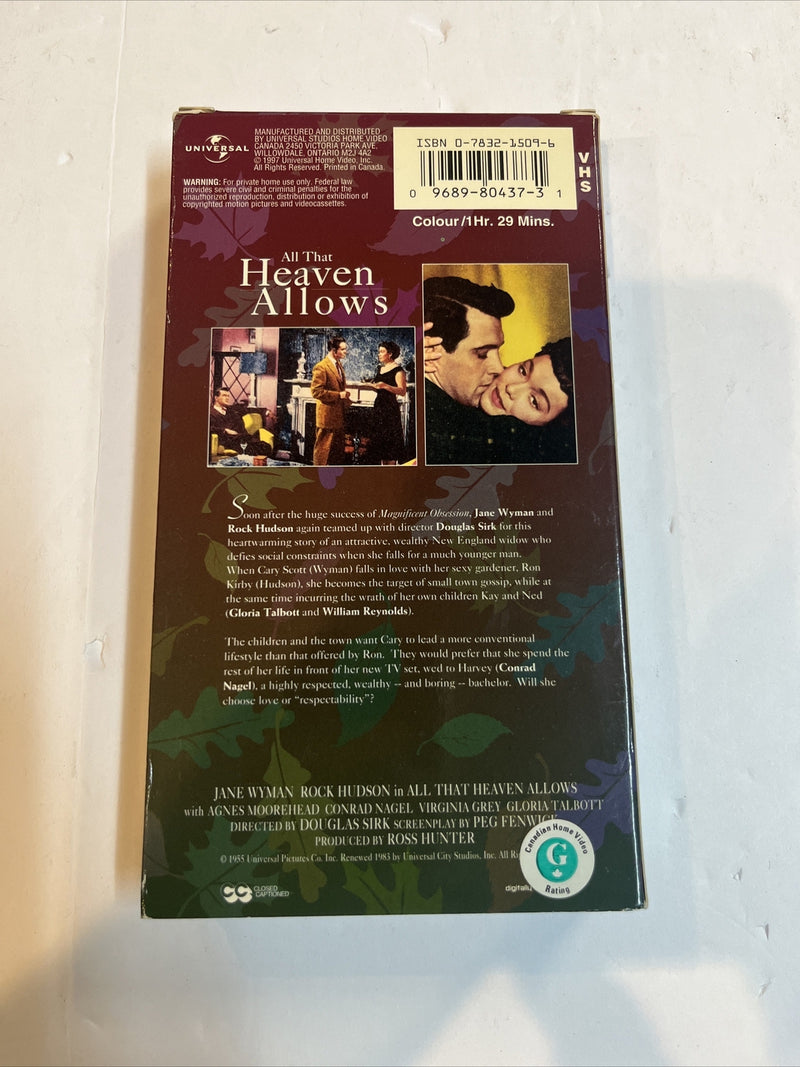 UNIVERSAL
MANUFACTURED AND DISTRIBUTED
BY UNIVERSAL STUDIOS HOME VIDEO
CANADA 2450 VICTORIA PARK AVE.
WILLOWDALE, ONTARIO M2J 4A2
© 1997 Universal Home Video, Inc.
All Rights Reserved. Printed in Canada.
WARNING: For private home use only. Federal law
provides severe civil and criminal penalties for the
unauthorized reproduction, distribution or exhibition of
copyrighted motion pictures and videocassettes.
ISBN 0-7832-1509-6
0 9689-80437-3 1
VHS
Colour/1Hr. 29 Mins.
All That
Heaven
Allows
Soon after the huge success of Magnificent Obsession, Jane Wyman and
Rock Hudson again teamed up with director Douglas Sirk for this
heartwarming story of an attractive, wealthy New England widow who
defies social constraints when she falls for a much younger man.
When Cary Scott (Wyman) falls in love with her sexy gardener, Ron
Kirby (Hudson), she becomes the target of small town gossip, while at
the same time incurring the wrath of her own children Kay and Ned
(Gloria Talbott and William Reynolds).
The children and the town want Cary to lead a more conventional
lifestyle than that offered by Ron. They would prefer that she spend the
rest of her life in front of her new TV set, wed to Harvey (Conrad
Nagel), a highly respected, wealthy -- and boring -- bachelor. Will she
choose love or "respectability"?
JANE WYMAN ROCK HUDSON in ALL THAT HEAVEN ALLOWS
with AGNES MOOREHEAD CONRAD NAGEL VIRGINIA GREY GLORIA TALBOTT
DIRECTED BY DOUGLAS SIRK SCREENPLAY BY PEG FENWICK
PRODUCED BY ROSS HUNTER
© 1955 Universal Pictures Co. Inc. Renewed 1983 by Universal City Studios, Inc. All Ri
CC CLOSED
CAPTIONED
digitally
Canadian Home Video
G
Rating